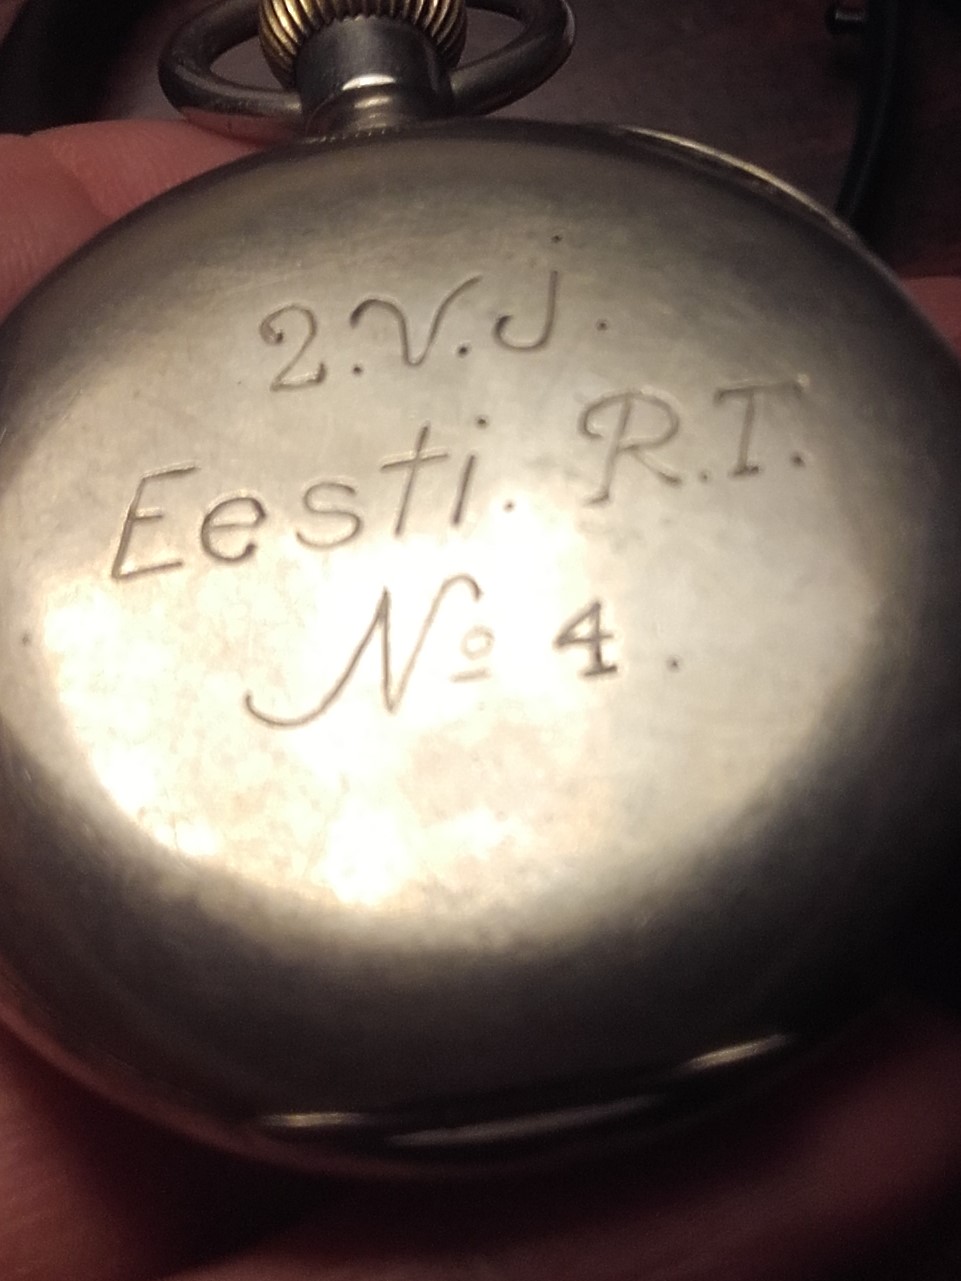 2.V.J.
Eesti. R.T.
No 4.